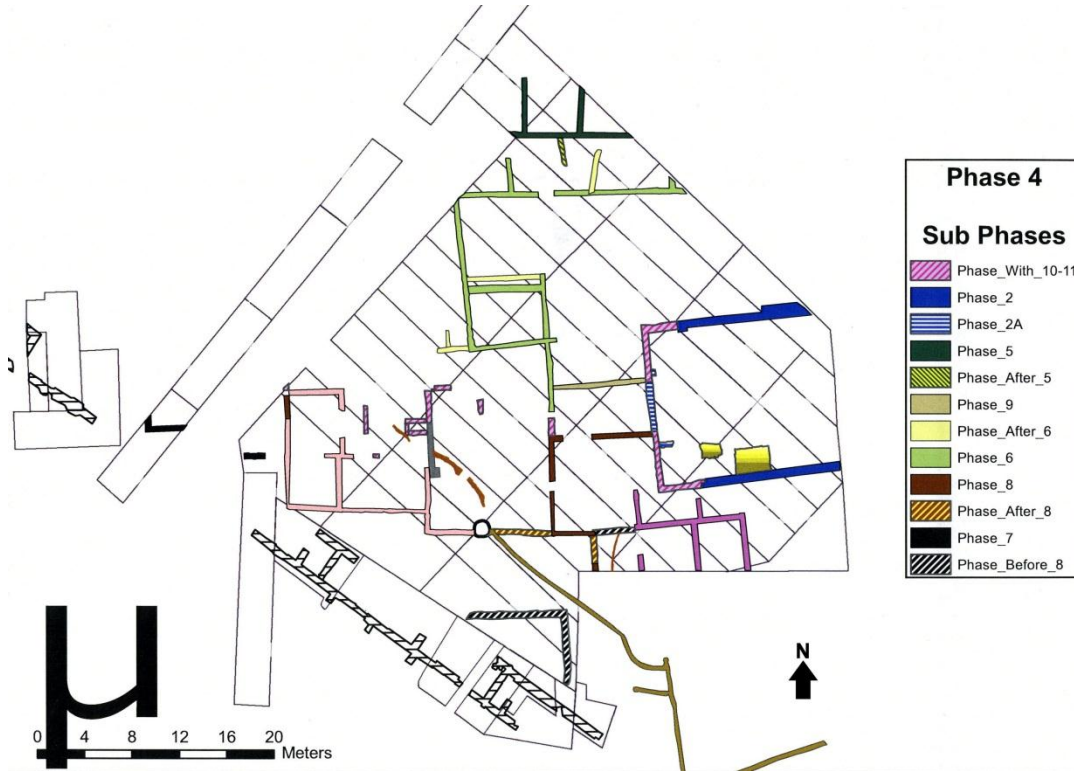 Phase 4
Sub Phases
Phase_With_10-11
Phase_2
Phase_2A
Phase_5
Phase_After_5
Phase_9
Phase_After_6
Phase_6
Phase_8
Phase_After_8
Phase_7
Phase_Before_8
N
μ
0 4 8 12 16 20
Meters